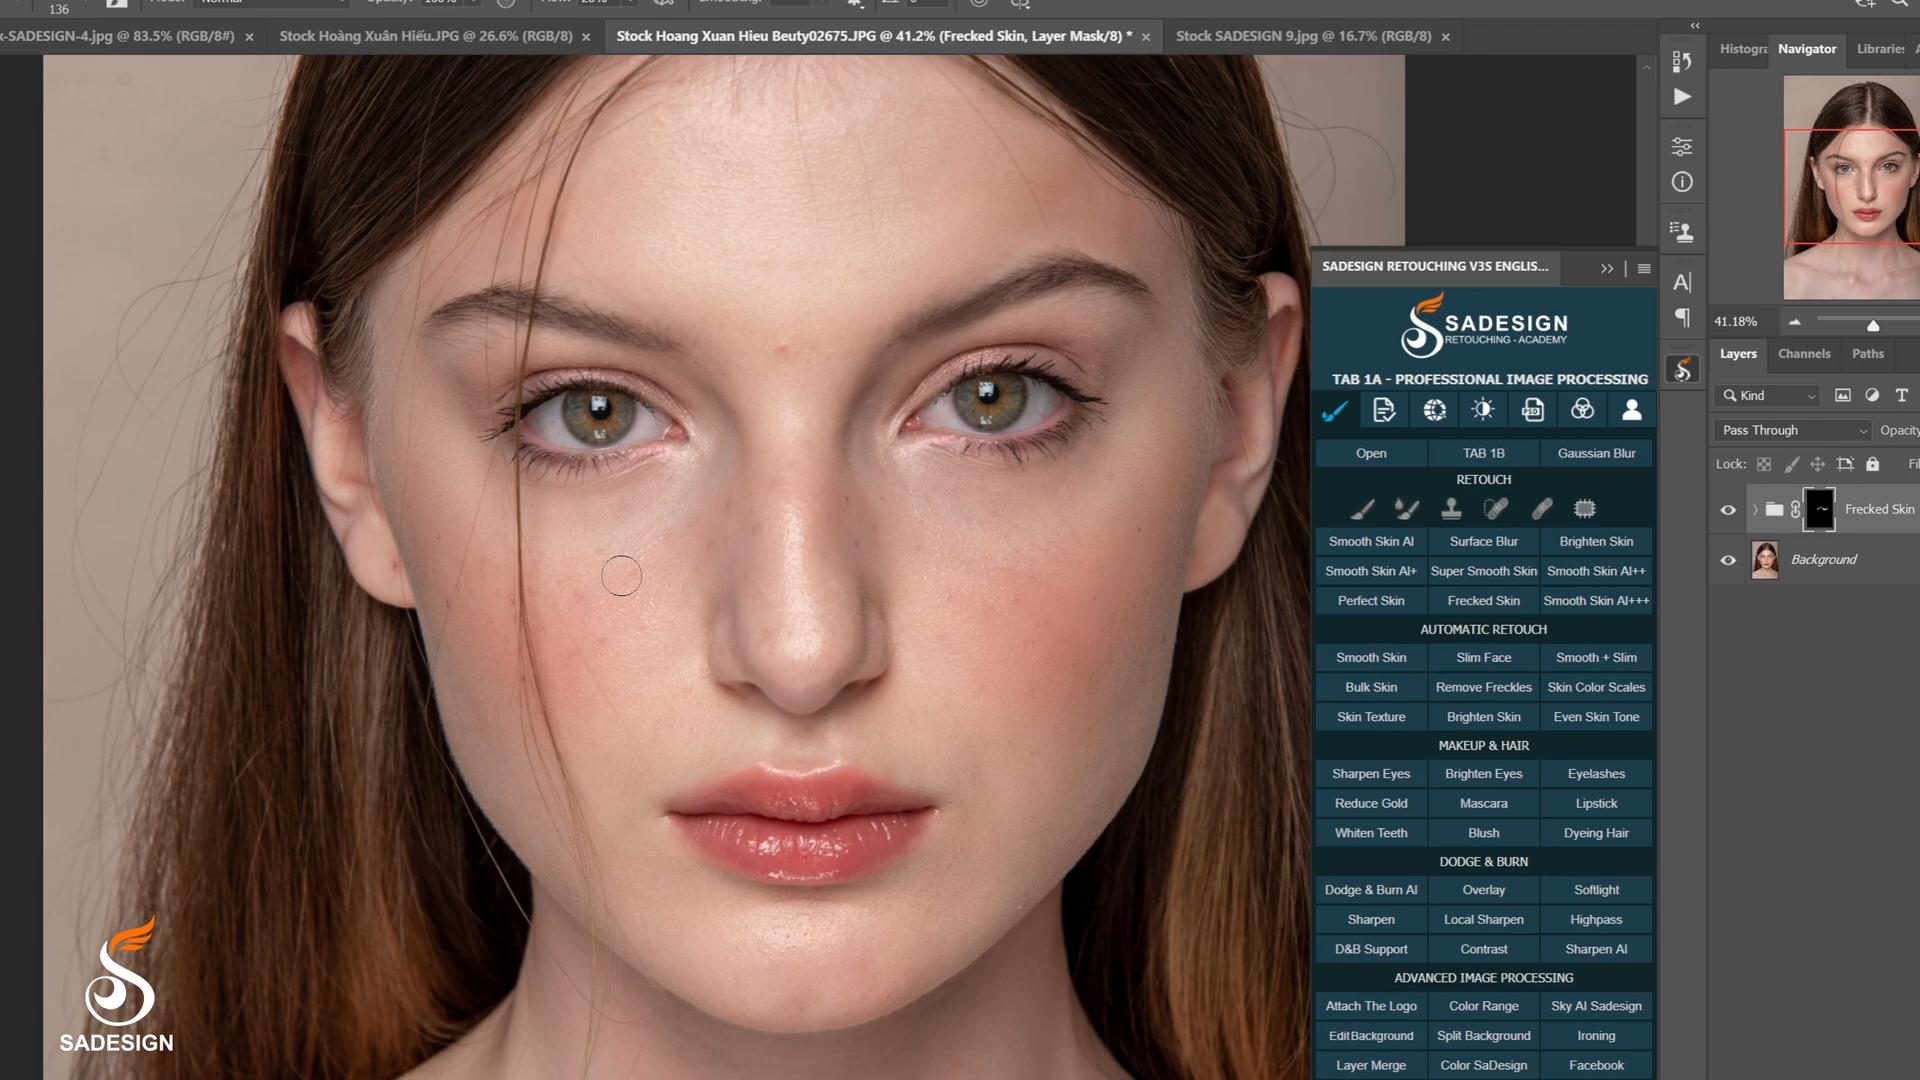 136
x-SADESIGN-4.jpg @ 83.5% (RGB/8#) ×
Stock Hoàng Xuân Hiếu.JPG @ 26.6% (RGB/8) ×
Stock Hoang Xuan Hieu Beuty02675.JPG @ 41.2% (Frecked Skin, Layer Mask/8) * ×
Stock SADESIGN 9.jpg @ 16.7% (RGB/8) ×
Histogra Navigator Libraries
41.18%
Layers Channels Paths
Kind
Pass Through Opacity
Lock: Fil
Frecked Skin
Background
SADESIGN RETOUCHING V3S ENGLIS...
SADESIGN
RETOUCHING - ACADEMY
TAB 1A - PROFESSIONAL IMAGE PROCESSING
Open TAB 1B Gaussian Blur
RETOUCH
Smooth Skin AI Surface Blur Brighten Skin
Smooth Skin AI+ Super Smooth Skin Smooth Skin AI++
Perfect Skin Frecked Skin Smooth Skin AI+++
AUTOMATIC RETOUCH
Smooth Skin Slim Face Smooth + Slim
Bulk Skin Remove Freckles Skin Color Scales
Skin Texture Brighten Skin Even Skin Tone
MAKEUP & HAIR
Sharpen Eyes Brighten Eyes Eyelashes
Reduce Gold Mascara Lipstick
Whiten Teeth Blush Dyeing Hair
DODGE & BURN
Dodge & Burn AI Overlay Softlight
Sharpen Local Sharpen Highpass
D&B Support Contrast Sharpen AI
ADVANCED IMAGE PROCESSING
Attach The Logo Color Range Sky AI Sadesign
EditBackground Split Background Ironing
Layer Merge Color SaDesign Facebook
SADESIGN